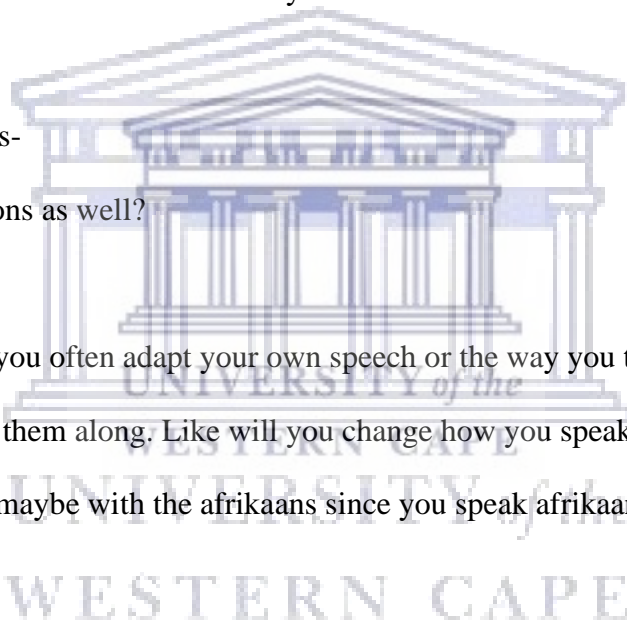 s-
ons as well?
you often adapt your own speech or the way you
UNIVERSITY of the
them along. Like will you change how you speak
WESTERN CAPE
maybe with the afrikaans since you speak
UNIVERSITY of the
WESTERN CAPE